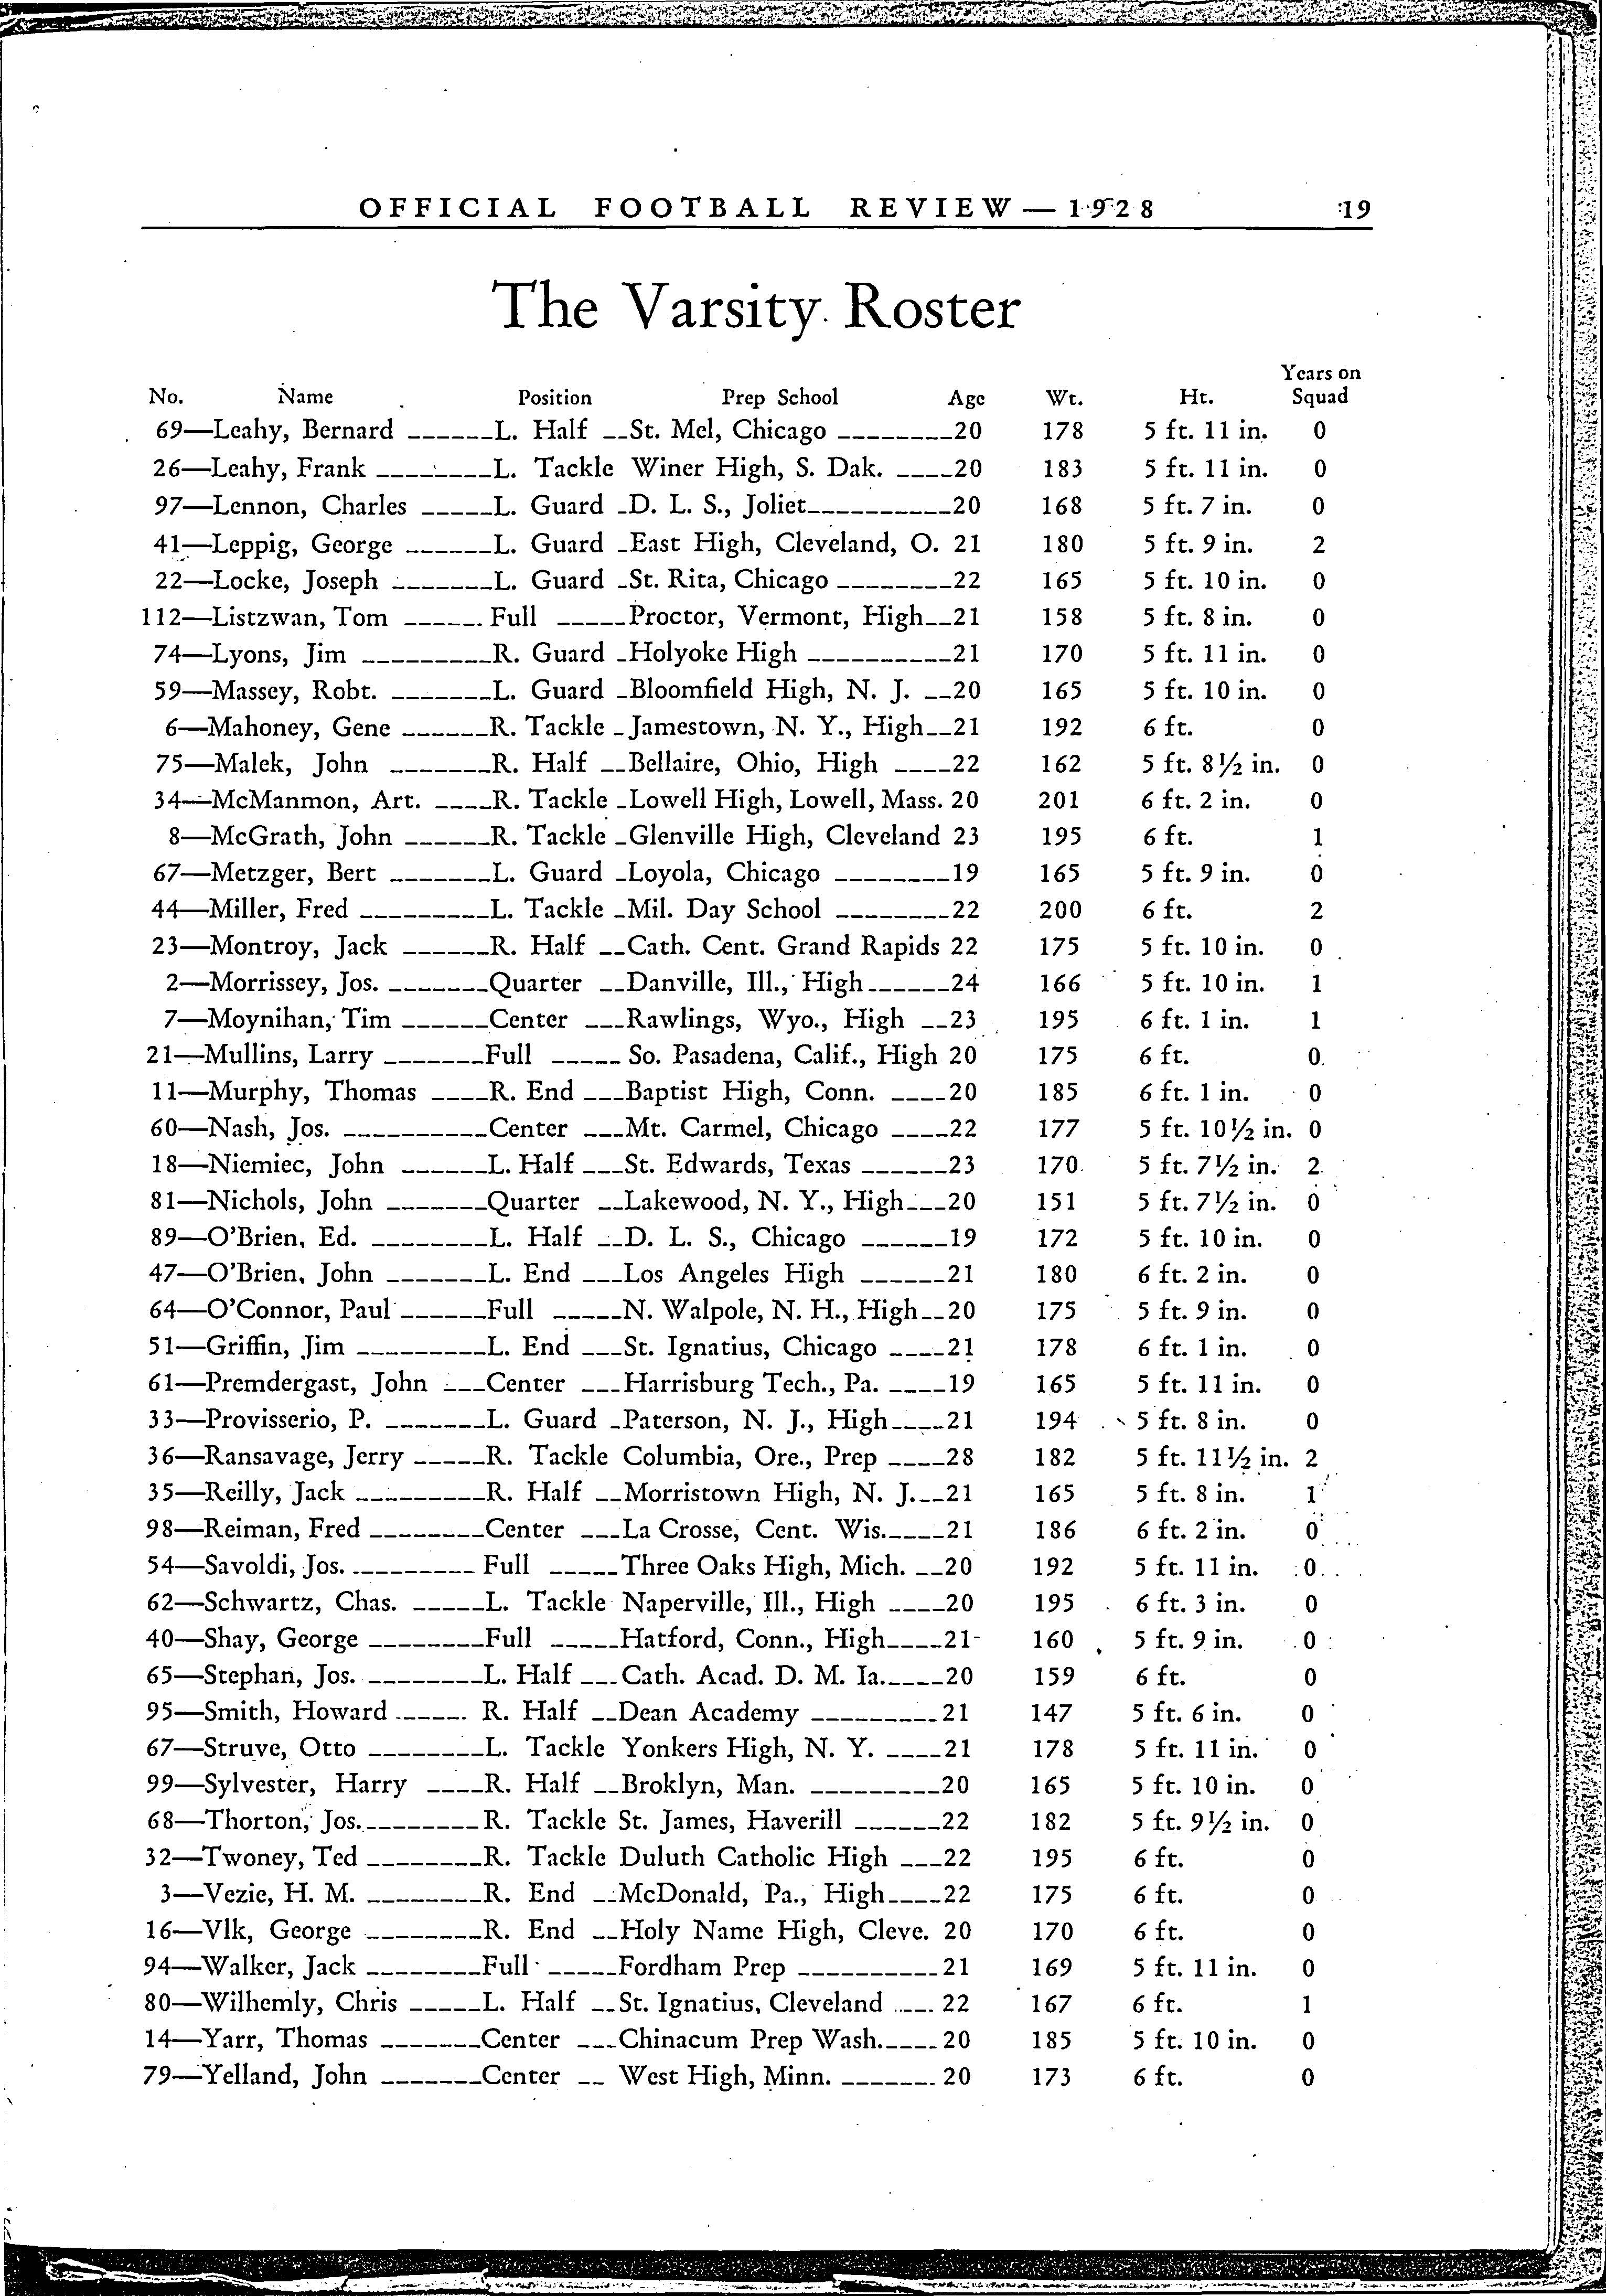 OFFICIAL FOOTBALL REVIEW — 1928 19
The Varsity Roster
Years on
No. Name Position Prep School Age Wt. Ht. Squad
69—Leahy, Bernard ------L. Half --St. Mel, Chicago --------20 178 5 ft. 11 in. 0
26—Leahy, Frank --------L. Tackle Winer High, S. Dak. ----20 183 5 ft. 11 in. 0
97—Lennon, Charles -----L. Guard -D. L. S., Joliet----------20 168 5 ft. 7 in. 0
41—Leppig, George ------L. Guard -East High, Cleveland, O. 21 180 5 ft. 9 in. 2
22—Locke, Joseph -------L. Guard -St. Rita, Chicago --------22 165 5 ft. 10 in. 0
112—Listzwan, Tom ------ Full -----Proctor, Vermont, High--21 158 5 ft. 8 in. 0
74—Lyons, Jim ---------R. Guard -Holyoke High ----------21 170 5 ft. 11 in. 0
59—Massey, Robt. -------L. Guard -Bloomfield High, N. J. --20 165 5 ft. 10 in. 0
6—Mahoney, Gene ------R. Tackle -Jamestown, N. Y., High--21 192 6 ft. 0
75—Malek, John -------R. Half --Bellaire, Ohio, High ----22 162 5 ft. 8½ in. 0
34—McManmon, Art. ----R. Tackle -Lowell High, Lowell, Mass. 20 201 6 ft. 2 in. 0
8—McGrath, John ------R. Tackle -Glenville High, Cleveland 23 195 6 ft. 1
67—Metzger, Bert -------L. Guard -Loyola, Chicago --------19 165 5 ft. 9 in. 0
44—Miller, Fred ---------L. Tackle -Mil. Day School --------22 200 6 ft. 2
23—Montroy, Jack ------R. Half --Cath. Cent. Grand Rapids 22 175 5 ft. 10 in. 0
2—Morrissey, Jos. -------Quarter --Danville, Ill., High------24 166 5 ft. 10 in. 1
7—Moynihan, Tim ------Center ---Rawlings, Wyo., High --23 195 6 ft. 1 in. 1
21—Mullins, Larry -------Full ----- So. Pasadena, Calif., High 20 175 6 ft. 0
11—Murphy, Thomas ----R. End ---Baptist High, Conn. ----20 185 6 ft. 1 in. 0
60—Nash, Jos. ----------Center ---Mt. Carmel, Chicago ----22 177 5 ft. 10½ in. 0
18—Niemiec, John ------L. Half ---St. Edwards, Texas ------23 170 5 ft. 7½ in. 2
81—Nichols, John -------Quarter --Lakewood, N. Y., High---20 151 5 ft. 7½ in. 0
89—O'Brien, Ed. --------L. Half --D. L. S., Chicago ------19 172 5 ft. 10 in. 0
47—O'Brien, John -------L. End ---Los Angeles High ------21 180 6 ft. 2 in. 0
64—O'Connor, Paul ------Full -----N. Walpole, N. H., High--20 175 5 ft. 9 in. 0
51—Griffin, Jim ---------L. End ---St. Ignatius, Chicago ----21 178 6 ft. 1 in. 0
61—Premdergast, John ---Center ---Harrisburg Tech., Pa. ----19 165 5 ft. 11 in. 0
33—Provisserio, P. -------L. Guard -Paterson, N. J., High----21 194 5 ft. 8 in. 0
36—Ransavage, Jerry -----R. Tackle Columbia, Ore., Prep ----28 182 5 ft. 11½ in. 2
35—Reilly, Jack ---------R. Half --Morristown High, N. J.--21 165 5 ft. 8 in. 1
98—Reiman, Fred --------Center ---La Crosse, Cent. Wis.----21 186 6 ft. 2 in. 0
54—Savoldi, Jos. --------- Full -----Three Oaks High, Mich. --20 192 5 ft. 11 in. 0
62—Schwartz, Chas. -----L. Tackle Naperville, Ill., High ----20 195 6 ft. 3 in. 0
40—Shay, George --------Full -----Hatford, Conn., High----21 160 5 ft. 9 in. 0
65—Stephan, Jos. --------L. Half ---Cath. Acad. D. M. Ia.----20 159 6 ft. 0
95—Smith, Howard ----- R. Half --Dean Academy ---------21 147 5 ft. 6 in. 0
67—Struve, Otto --------L. Tackle Yonkers High, N. Y. ----21 178 5 ft. 11 in. 0
99—Sylvester, Harry ----R. Half --Broklyn, Man. ---------20 165 5 ft. 10 in. 0
68—Thorton, Jos.--------R. Tackle St. James, Haverill ------22 182 5 ft. 9½ in. 0
32—Twoney, Ted --------R. Tackle Duluth Catholic High ---22 195 6 ft. 0
3—Vezie, H. M. --------R. End --McDonald, Pa., High----22 175 6 ft. 0
16—Vlk, George --------R. End --Holy Name High, Cleve. 20 170 6 ft. 0
94—Walker, Jack --------Full -----Fordham Prep ----------21 169 5 ft. 11 in. 0
80—Wilhemly, Chris -----L. Half --St. Ignatius, Cleveland --- 22 167 6 ft. 1
14—Yarr, Thomas -------Center ---Chinacum Prep Wash.----20 185 5 ft. 10 in. 0
79—Yelland, John -------Center -- West High, Minn. -------20 173 6 ft. 0